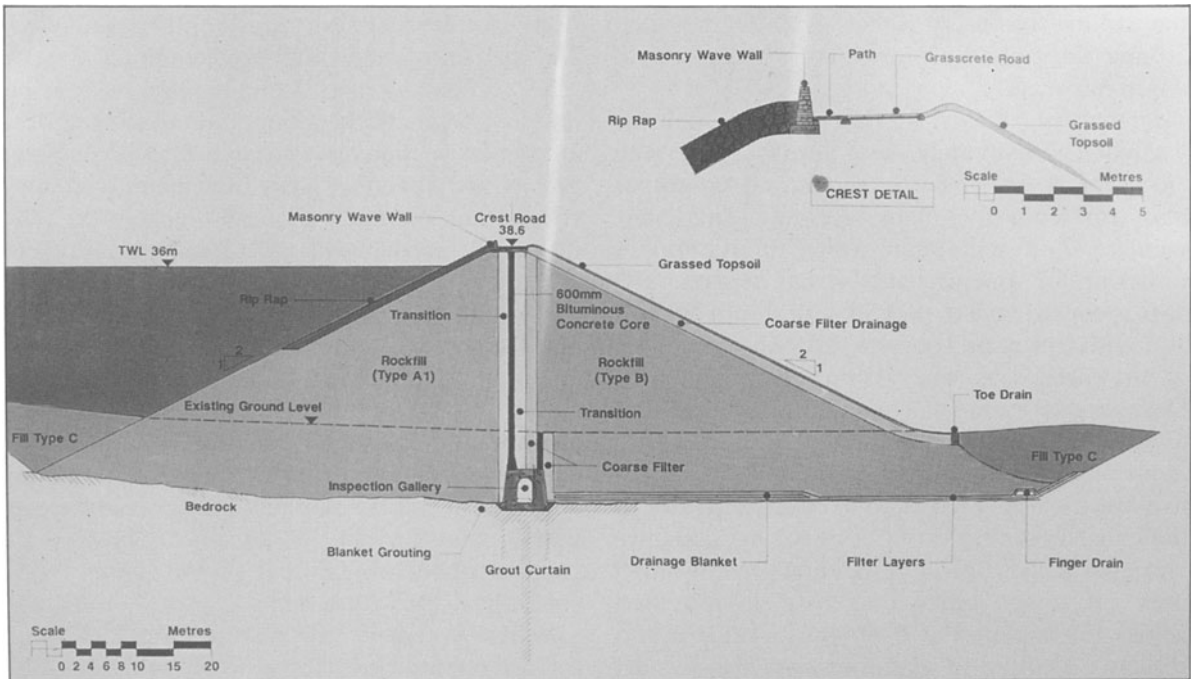 Masonry Wave Wall
Path
Grasscrete Road
Rip Rap
Grassed
Topsoil
CREST DETAIL
Scale
Metres
0 1 2 3 4 5
Masonry Wave Wall
Crest Road
38.6
TWL 36m
Grassed Topsoil
Rip Rap
Transition
600mm
Bituminous
Concrete Core
Coarse Filter Drainage
2
1
Rockfill
(Type A1)
Rockfill
(Type B)
2
1
Existing Ground Level
Transition
Toe Drain
Fill Type C
Coarse Filter
Fill Type C
Inspection Gallery
Bedrock
Blanket Grouting
Grout Curtain
Drainage Blanket
Filter Layers
Finger Drain
Scale
Metres
0 2 4 6 8 10 15 20